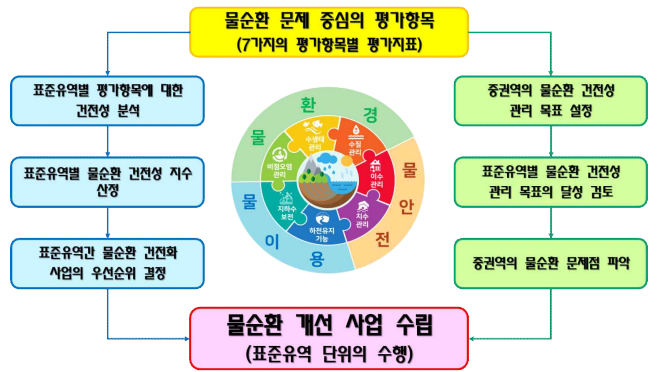 물순환 문제 중심의 평가항목
(7가지의 평가항목별 평가지표)
표준유역별 평가항목에 대한
건전성 분석
표준유역별 물순환 건전성 지수
산정
표준유역간 물순환 건전화
사업의 우선순위 결정
물환경
물안전
물이용
수생태
관리
수질
관리
이수
관리
치수
관리
하천유지
기능
지하수
보전
비점오염
관리
중권역의 물순환 건전성
관리 목표 설정
표준유역별 물순환 건전성
관리 목표의 달성 검토
중권역의 물순환 문제점 파악
물순환 개선 사업 수립
(표준유역 단위의 수행)